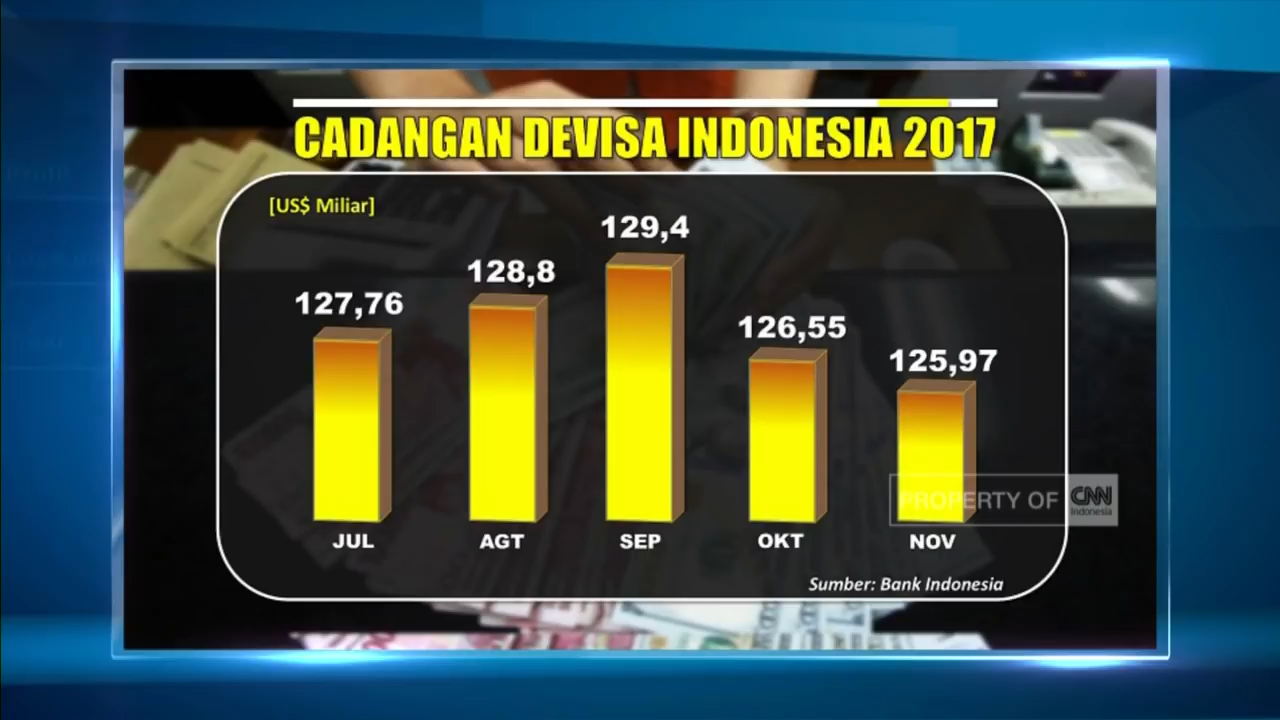 CADANGAN DEVISA INDONESIA 2017
[US$ Miliar]
127,76
128,8
129,4
126,55
125,97
JUL
AGT
SEP
OKT
NOV
PROPERTY OF CNN Indonesia
Sumber: Bank Indonesia